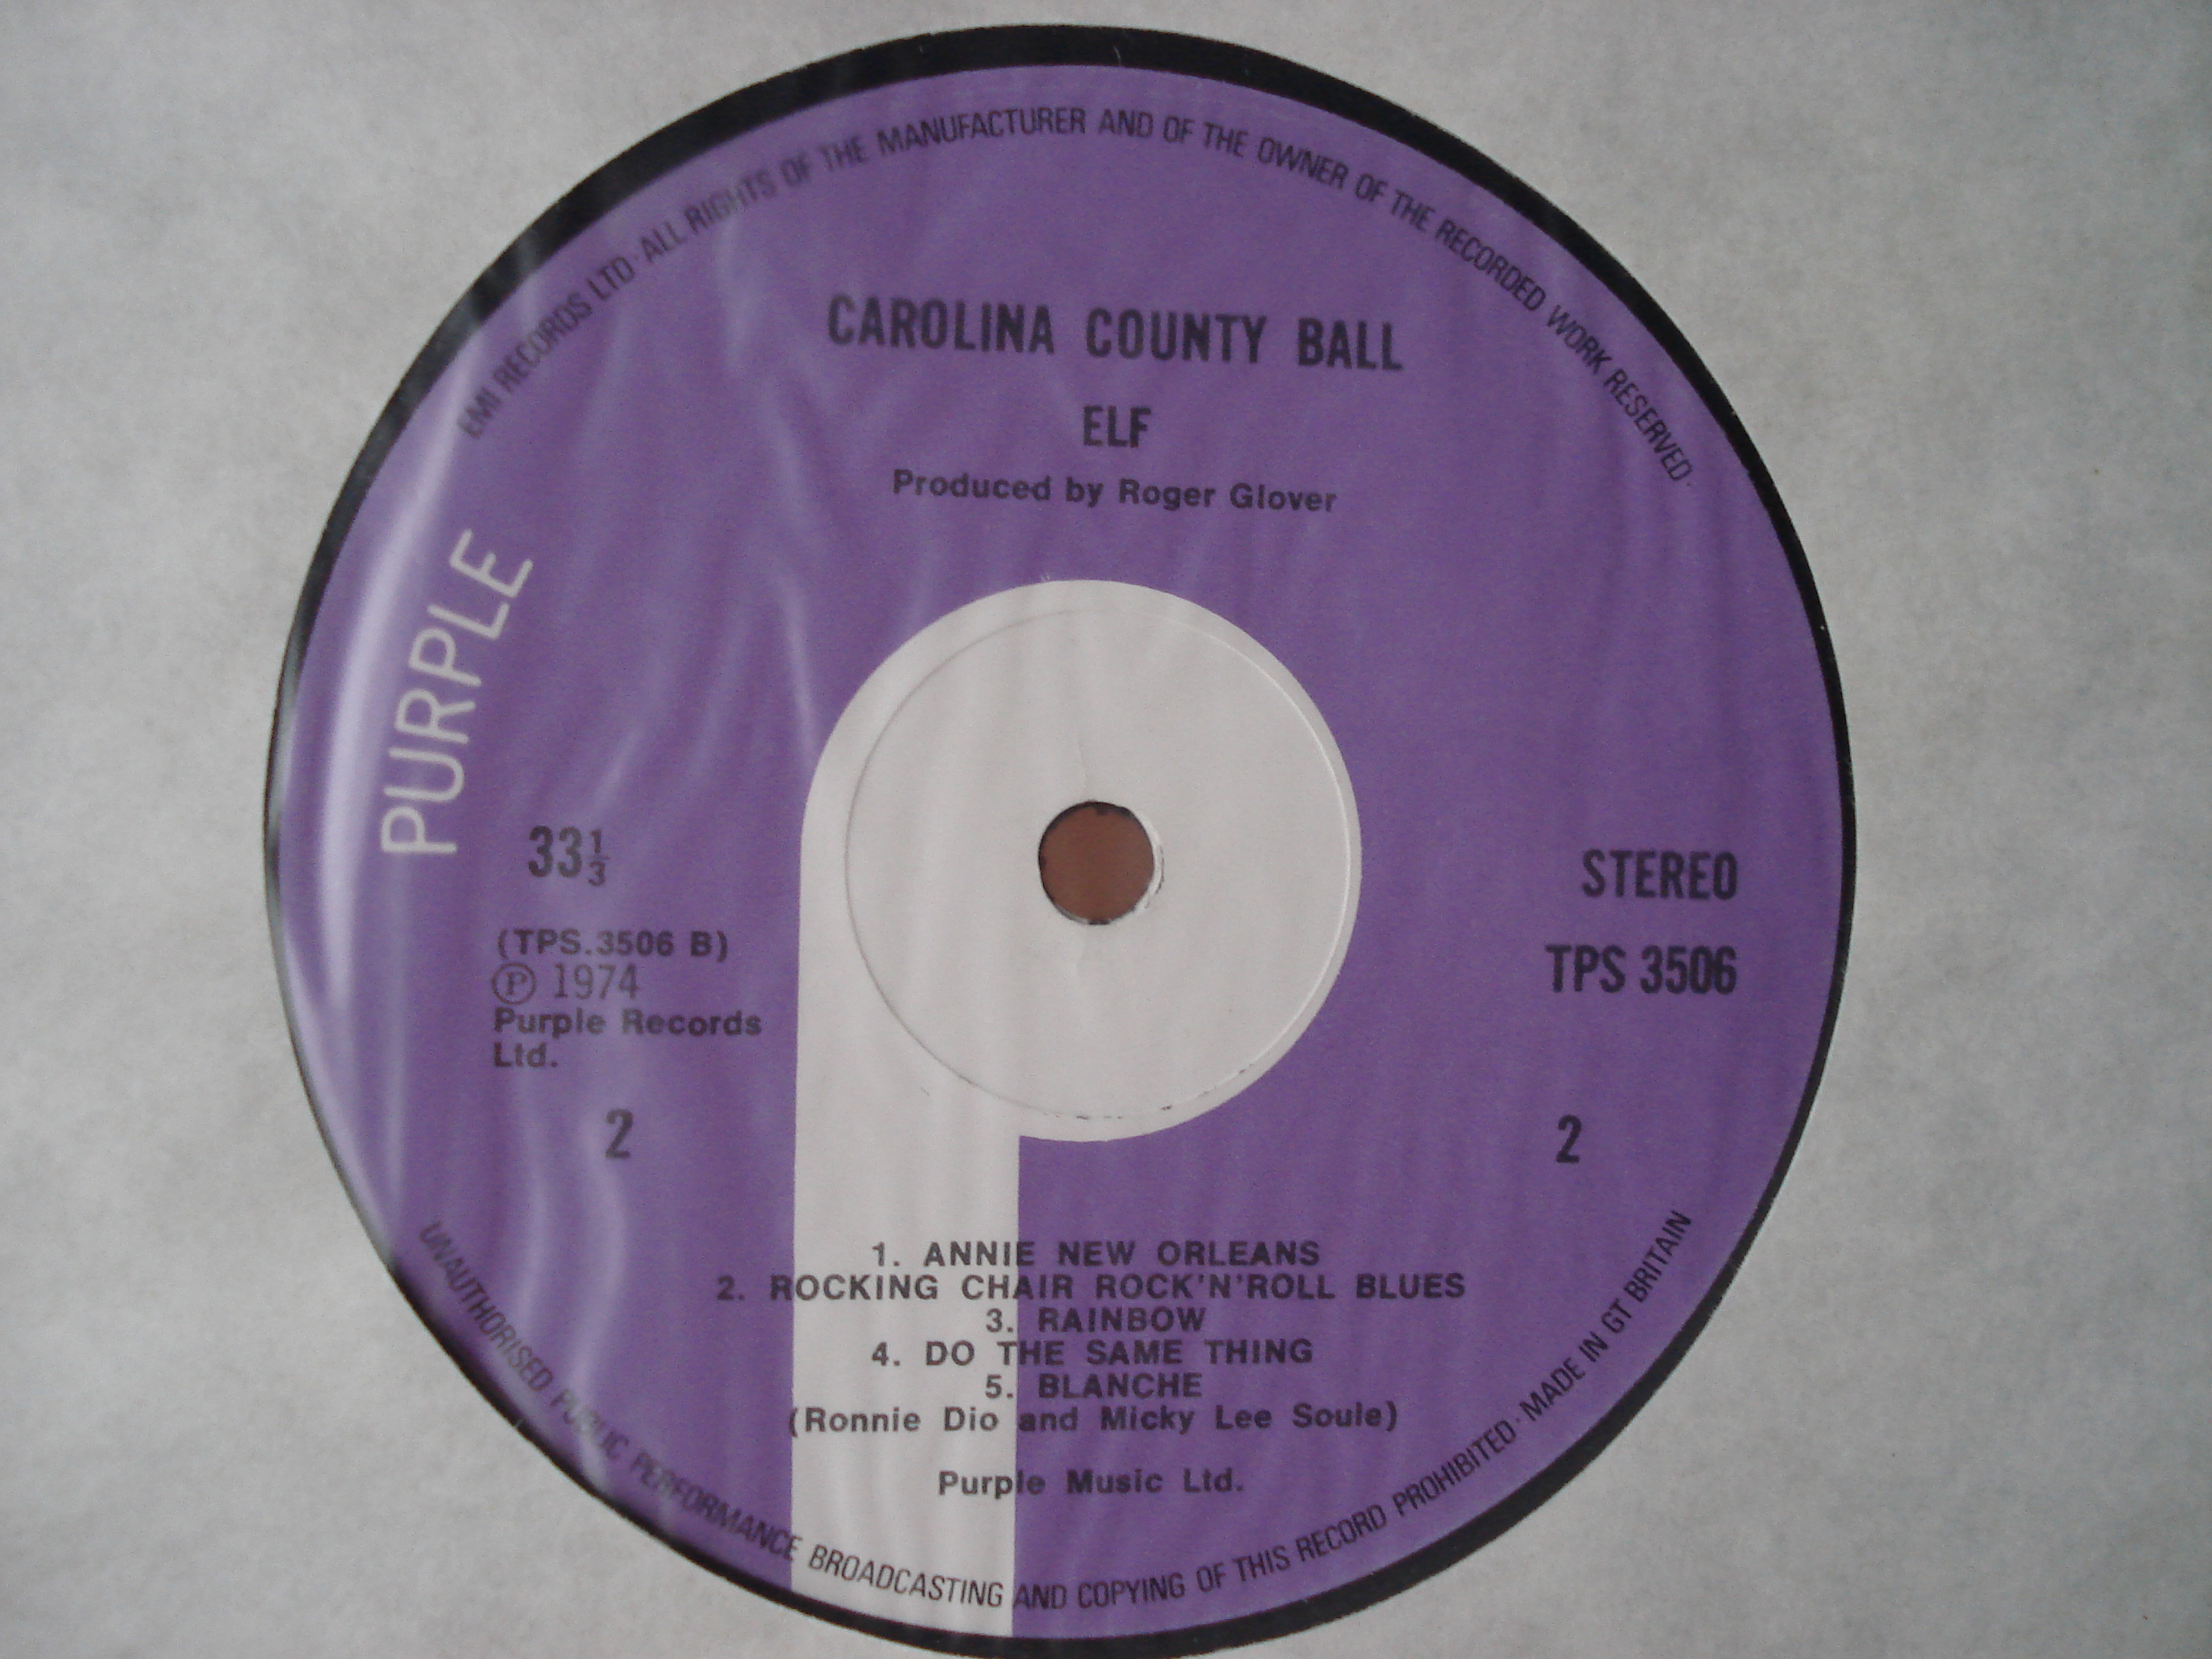 EMI RECORDS LTD · ALL RIGHTS OF THE MANUFACTURER AND OF THE OWNER OF THE RECORDED WORK RESERVED ·
CAROLINA COUNTY BALL
ELF
Produced by Roger Glover
PURPLE
33⅓
(TPS.3506 B)
Ⓟ 1974
Purple Records
Ltd.
2
STEREO
TPS 3506
2
1. ANNIE NEW ORLEANS
2. ROCKING CHAIR ROCK'N'ROLL BLUES
3. RAINBOW
4. DO THE SAME THING
5. BLANCHE
(Ronnie Dio and Micky Lee Soule)
Purple Music Ltd.
UNAUTHORISED PUBLIC PERFORMANCE BROADCASTING AND COPYING OF THIS RECORD PROHIBITED · MADE IN GT BRITAIN